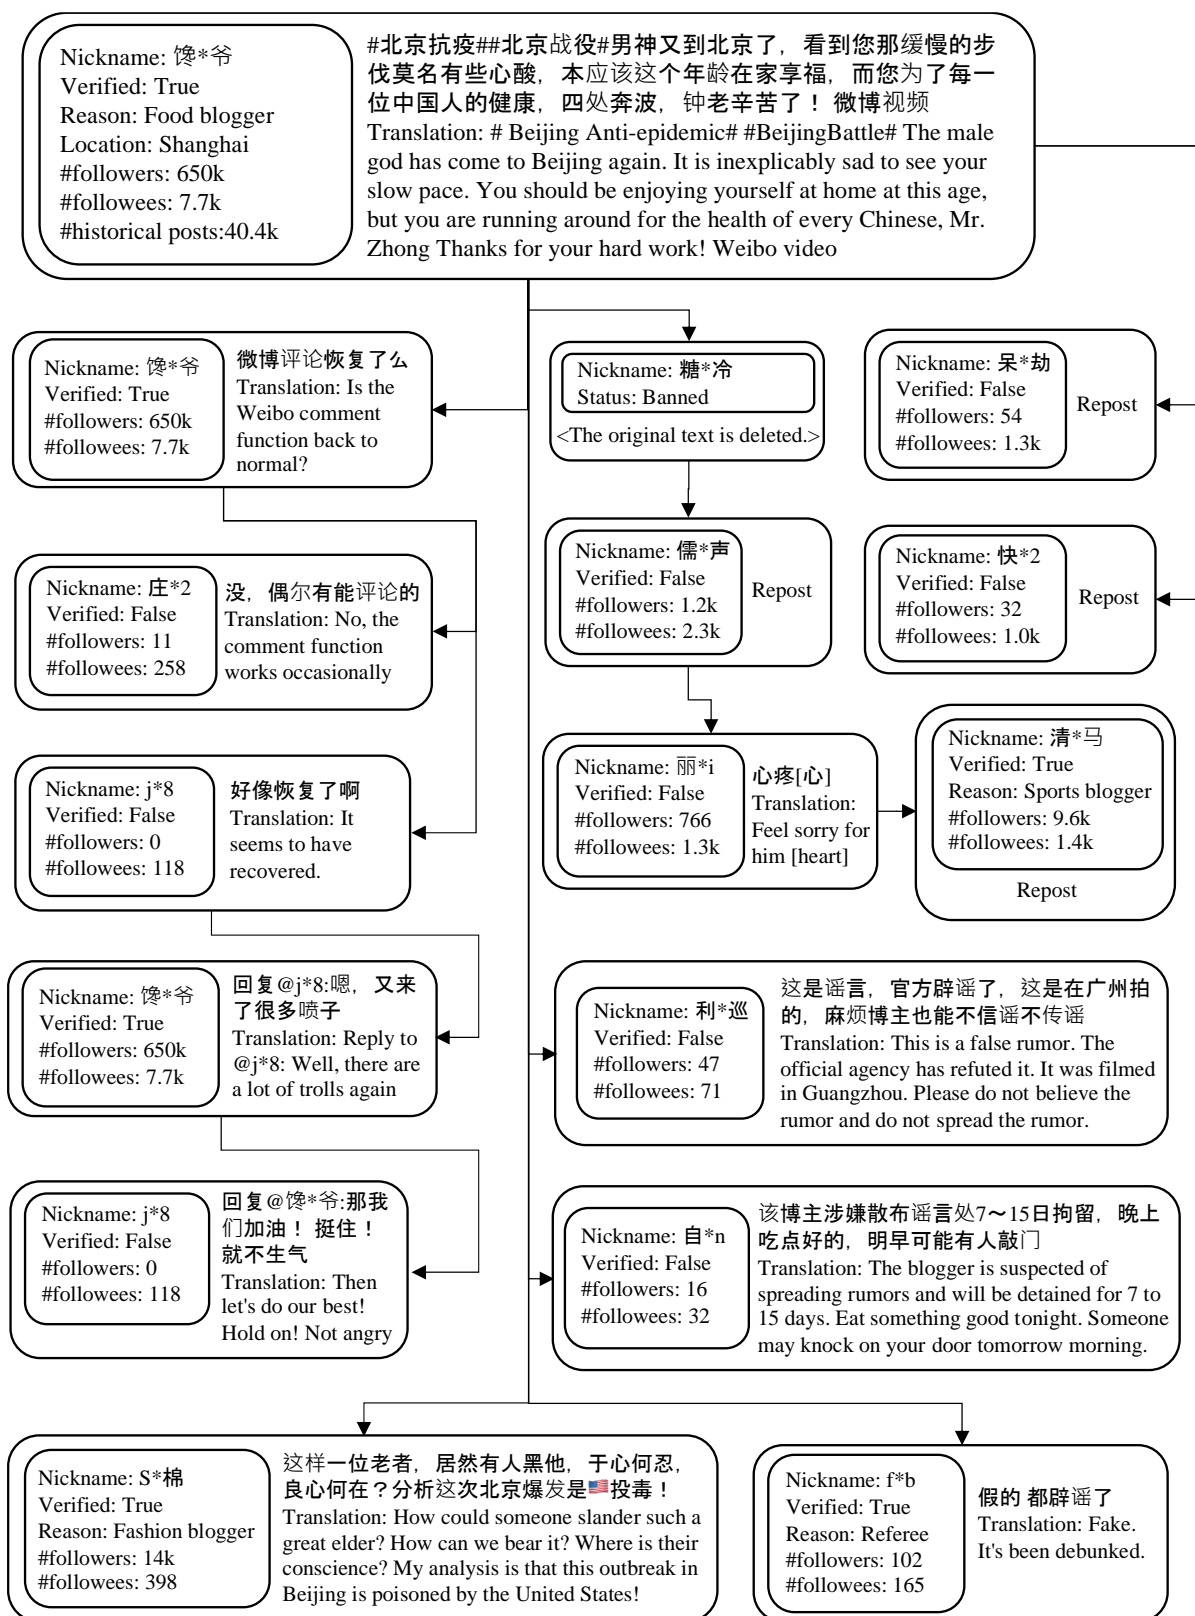 Nickname: 馋*爷
Verified: True
Reason: Food blogger
Location: Shanghai
#followers: 650k
#followees: 7.7k
#historical posts:40.4k
#北京抗疫##北京战役#男神又到北京了，看到您那缓慢的步
伐莫名有些心酸，本应该这个年龄在家享福，而您为了每一
位中国人的健康，四处奔波，钟老辛苦了！微博视频
Translation: # Beijing Anti-epidemic# #BeijingBattle# The male
god has come to Beijing again. It is inexplicably sad to see your
slow pace. You should be enjoying yourself at home at this age,
but you are running around for the health of every Chinese, Mr.
Zhong Thanks for your hard work! Weibo video
Nickname: 馋*爷
Verified: True
#followers: 650k
#followees: 7.7k
微博评论恢复了么
Translation: Is the
Weibo comment
function back to
normal?
Nickname: 糖*冷
Status: Banned
<The original text is deleted.>
Nickname: 呆*劫
Verified: False
#followers: 54
#followees: 1.3k
Repost
Nickname: 儒*声
Verified: False
#followers: 1.2k
#followees: 2.3k
Repost
Nickname: 快*2
Verified: False
#followers: 32
#followees: 1.0k
Repost
Nickname: 庄*2
Verified: False
#followers: 11
#followees: 258
没，偶尔有能评论的
Translation: No, the
comment function
works occasionally
Nickname: 丽*i
Verified: False
#followers: 766
#followees: 1.3k
心疼[心]
Translation:
Feel sorry for
him [heart]
Nickname: 清*马
Verified: True
Reason: Sports blogger
#followers: 9.6k
#followees: 1.4k
Repost
Nickname: j*8
Verified: False
#followers: 0
#followees: 118
好像恢复了啊
Translation: It
seems to have
recovered.
Nickname: 馋*爷
Verified: True
#followers: 650k
#followees: 7.7k
回复@j*8:嗯，又来
了很多喷子
Translation: Reply to
@j*8: Well, there are
a lot of trolls again
Nickname: 利*巡
Verified: False
#followers: 47
#followees: 71
这是谣言，官方辟谣了，这是在广州拍
的，麻烦博主也能不信谣不传谣
Translation: This is a false rumor. The
official agency has refuted it. It was filmed
in Guangzhou. Please do not believe the
rumor and do not spread the rumor.
Nickname: j*8
Verified: False
#followers: 0
#followees: 118
回复@馋*爷:那我
们加油！挺住！
就不生气
Translation: Then
let's do our best!
Hold on! Not angry
Nickname: 自*n
Verified: False
#followers: 16
#followees: 32
该博主涉嫌散布谣言处7～15日拘留，晚上
吃点好的，明早可能有人敲门
Translation: The blogger is suspected of
spreading rumors and will be detained for 7 to
15 days. Eat something good tonight. Someone
may knock on your door tomorrow morning.
Nickname: S*棉
Verified: True
Reason: Fashion blogger
#followers: 14k
#followees: 398
这样一位老者，居然有人黑他，于心何忍，
良心何在？分析这次北京爆发是🇺🇸投毒！
Translation: How could someone slander such a
great elder? How can we bear it? Where is their
conscience? My analysis is that this outbreak in
Beijing is poisoned by the United States!
Nickname: f*b
Verified: True
Reason: Referee
#followers: 102
#followees: 165
假的 都辟谣了
Translation: Fake.
It's been debunked.